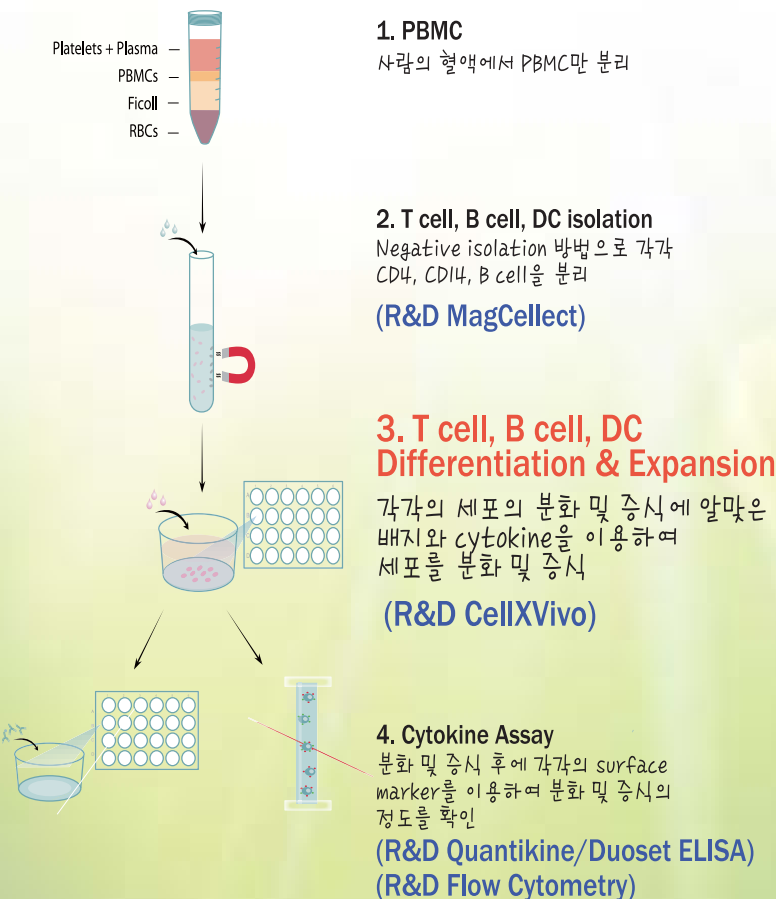 Platelets + Plasma
PBMCs
Ficoll
RBCs
1. PBMC
사람의 혈액에서 PBMC만 분리
2. T cell, B cell, DC isolation
Negative isolation 방법으로 각각
CD4, CD14, B cell을 분리
(R&D MagCellect)
3. T cell, B cell, DC
Differentiation & Expansion
각각의 세포의 분화 및 증식에 알맞은
배지와 cytokine을 이용하여
세포를 분화 및 증식
(R&D CellXVivo)
4. Cytokine Assay
분화 및 증식 후에 각각의 surface
marker를 이용하여 분화 및 증식의
정도를 확인
(R&D Quantikine/Duoset ELISA)
(R&D Flow Cytometry)